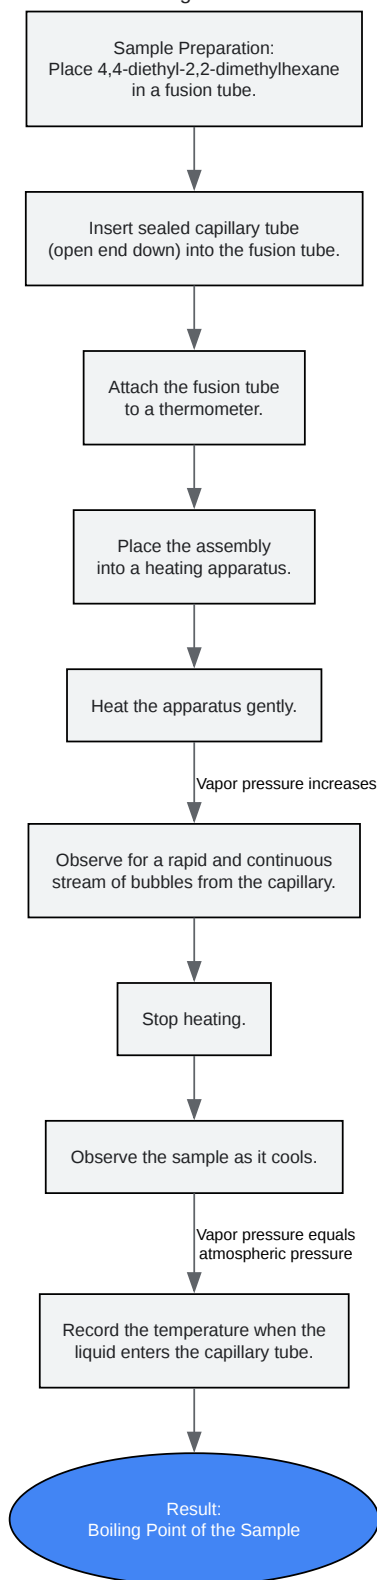 Sample Preparation:
Place 4,4-diethyl-2,2-dimethylhexane
in a fusion tube.
Insert sealed capillary tube
(open end down) into the fusion tube.
Attach the fusion tube
to a thermometer.
Place the assembly
into a heating apparatus.
Heat the apparatus gently.
Vapor pressure increases
Observe for a rapid and continuous
stream of bubbles from the capillary.
Stop heating.
Observe the sample as it cools.
Vapor pressure equals
atmospheric pressure
Record the temperature when the
liquid enters the capillary tube.
Result:
Boiling Point of the Sample